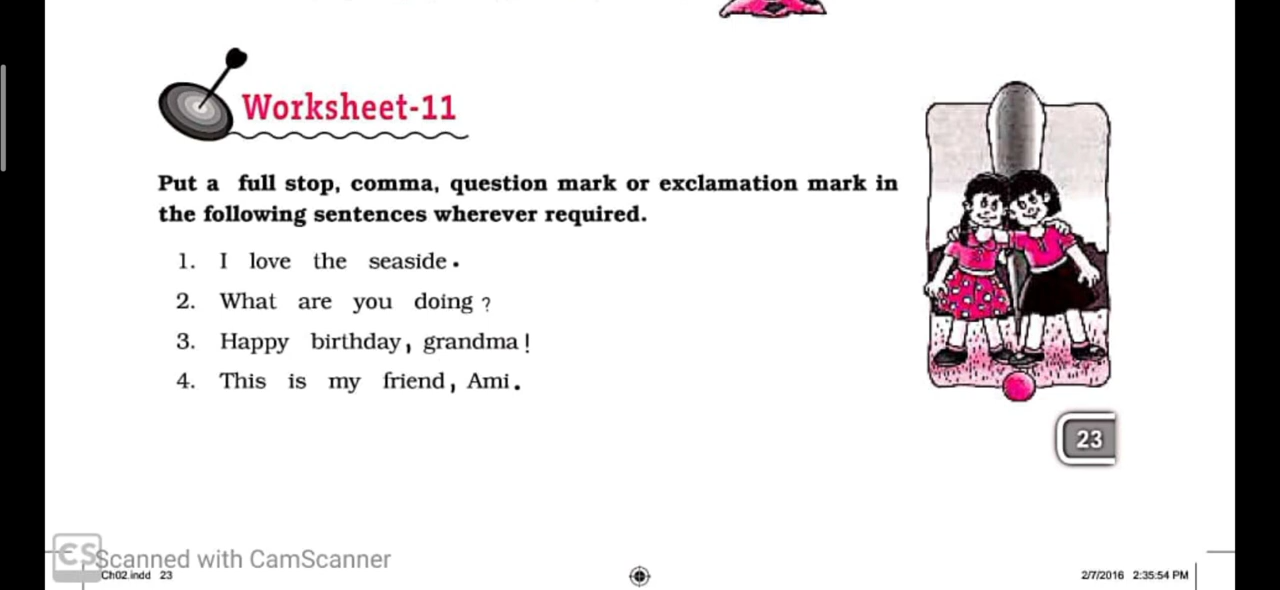 Worksheet-11
Put a full stop, comma, question mark or exclamation mark in
the following sentences wherever required.
1. I love the seaside.
2. What are you doing ?
3. Happy birthday, grandma !
4. This is my friend, Ami.
23
CS Scanned with CamScanner
Ch02.indd 23
2/7/2016 2:35:54 PM